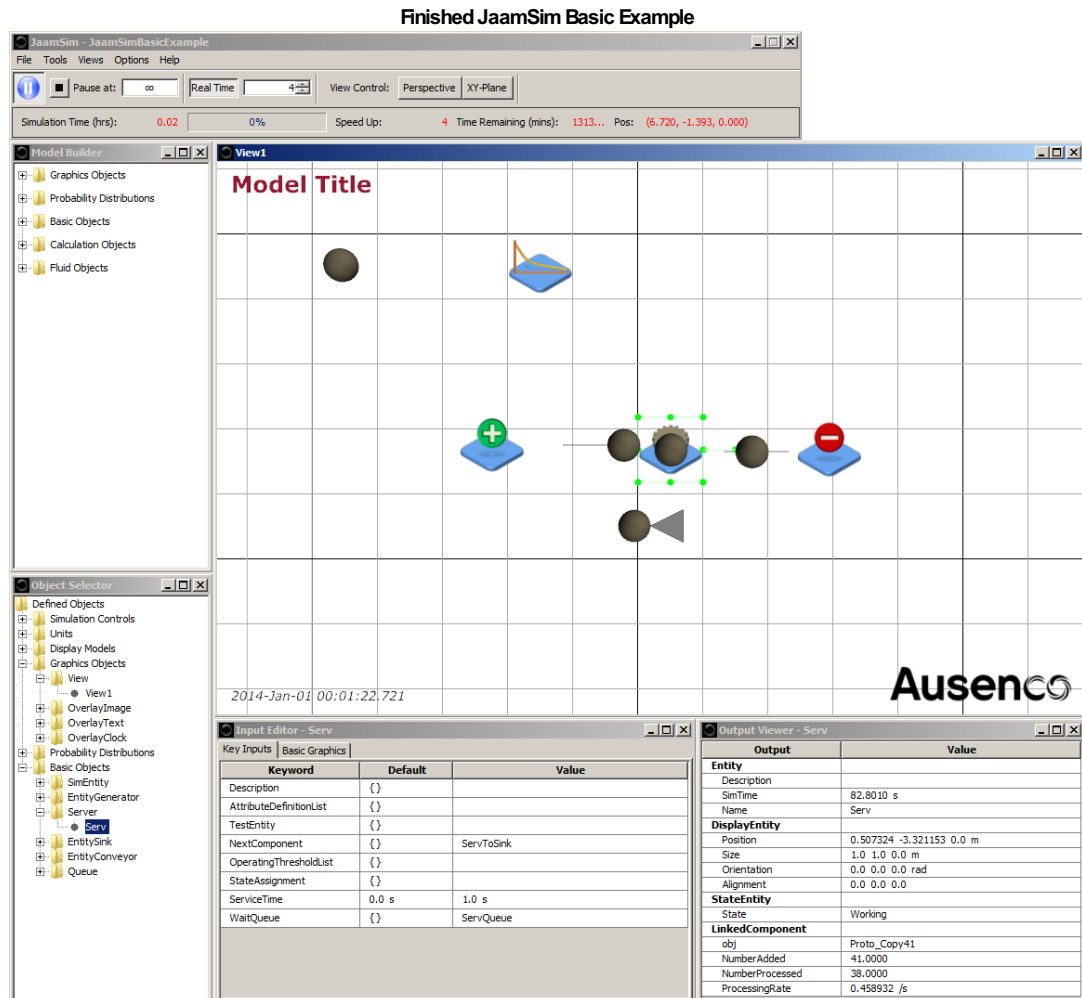 Finished JaamSim Basic Example
JaamSim - JaamSimBasicExample
File Tools Views Options Help
Pause at: ∞ Real Time 4 View Control: Perspective XY-Plane
Simulation Time (hrs): 0.02 0% Speed Up: 4 Time Remaining (mins): 1313... Pos: (6.720, -1.393, 0.000)
Model Builder
Graphics Objects
Probability Distributions
Basic Objects
Calculation Objects
Fluid Objects
View1
Model Title
2014-Jan-01 00:01:22.721
Ausenco
Object Selector
Defined Objects
Simulation Controls
Units
Display Models
Graphics Objects
View
View1
OverlayImage
OverlayText
OverlayClock
Probability Distributions
Basic Objects
SimEntity
EntityGenerator
Server
Serv
EntitySink
EntityConveyor
Queue
Input Editor - Serv
Key Inputs Basic Graphics
Keyword Default Value
Description {}
AttributeDefinitionList {}
TestEntity {}
NextComponent {} ServToSink
OperatingThresholdList {}
StateAssignment {}
ServiceTime 0.0 s 1.0 s
WaitQueue {} ServQueue
Output Viewer - Serv
Output Value
Entity
Description
SimTime 82.8010 s
Name Serv
DisplayEntity
Position 0.507324 -3.321153 0.0 m
Size 1.0 1.0 0.0 m
Orientation 0.0 0.0 0.0 rad
Alignment 0.0 0.0 0.0
StateEntity
State Working
LinkedComponent
obj Proto_Copy41
NumberAdded 41.0000
NumberProcessed 38.0000
ProcessingRate 0.458932 /s